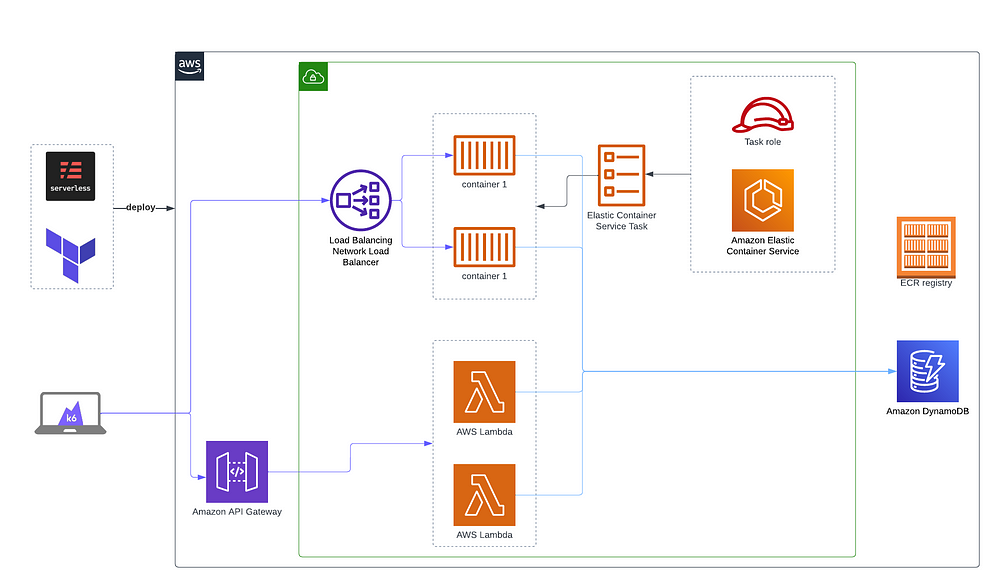 aws
serverless
deploy
k6
Load Balancing
Network Load
Balancer
container 1
container 1
Elastic Container
Service Task
Task role
Amazon Elastic
Container Service
ECR registry
Amazon DynamoDB
AWS Lambda
AWS Lambda
</>
Amazon API Gateway